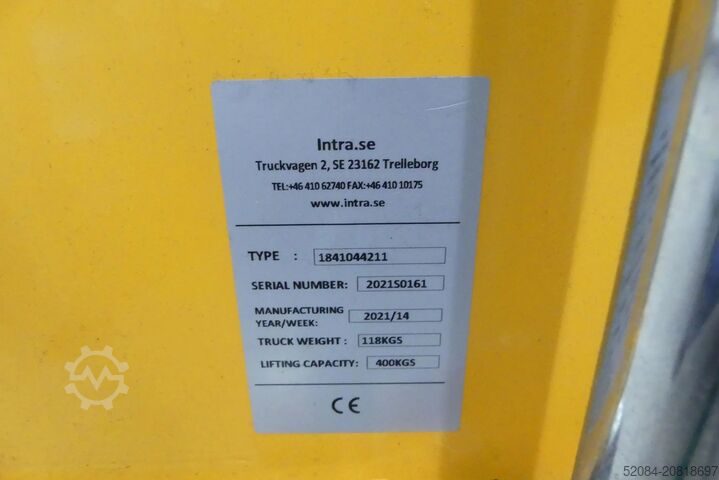 Intra.se
Truckvagen 2, SE 23162 Trelleborg
TEL:+46 410 62740 FAX:+46 410 10175
www.intra.se
TYPE : 1841044211
SERIAL NUMBER: 2021S0161
MANUFACTURING
YEAR/WEEK: 2021/14
TRUCK WEIGHT : 118KGS
LIFTING CAPACITY: 400KGS
CE
52084-20818697